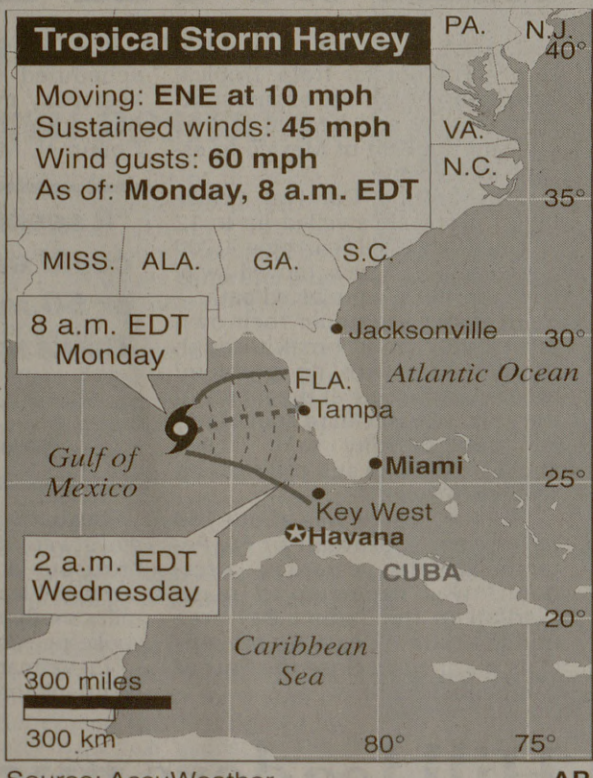 Tropical Storm Harvey
Moving: ENE at 10 mph
Sustained winds: 45 mph
Wind gusts: 60 mph
As of: Monday, 8 a.m. EDT
PA.
N.J.
40°
VA.
N.C.
35°
MISS.
ALA.
GA.
S.C.
8 a.m. EDT
Monday
Jacksonville
30°
FLA.
Atlantic Ocean
Tampa
Gulf of
Mexico
Miami
25°
Key West
Havana
2 a.m. EDT
Wednesday
CUBA
20°
Caribbean
Sea
300 miles
300 km
80°
75°
Source: AccuWeather
AP